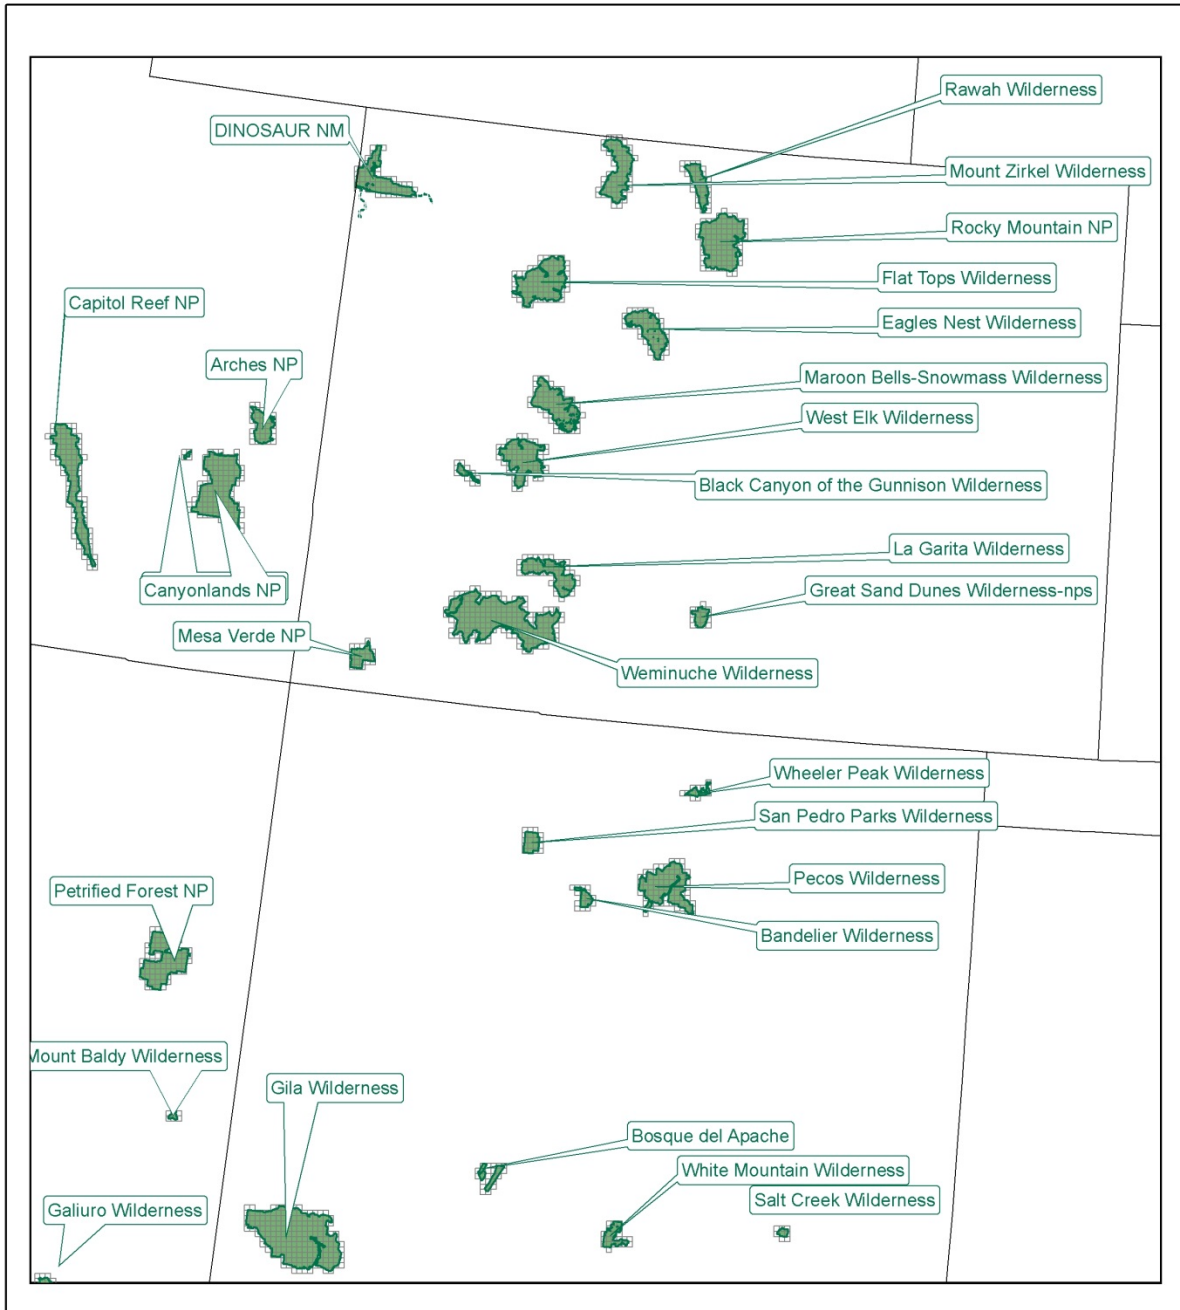 Rawah Wilderness
DINOSAUR NM
Mount Zirkel Wilderness
Rocky Mountain NP
Flat Tops Wilderness
Capitol Reef NP
Eagles Nest Wilderness
Arches NP
Maroon Bells-Snowmass Wilderness
West Elk Wilderness
Black Canyon of the Gunnison Wilderness
La Garita Wilderness
Canyonlands NP
Great Sand Dunes Wilderness-nps
Mesa Verde NP
Weminuche Wilderness
Wheeler Peak Wilderness
San Pedro Parks Wilderness
Pecos Wilderness
Petrified Forest NP
Bandelier Wilderness
Mount Baldy Wilderness
Gila Wilderness
Bosque del Apache
White Mountain Wilderness
Salt Creek Wilderness
Galiuro Wilderness